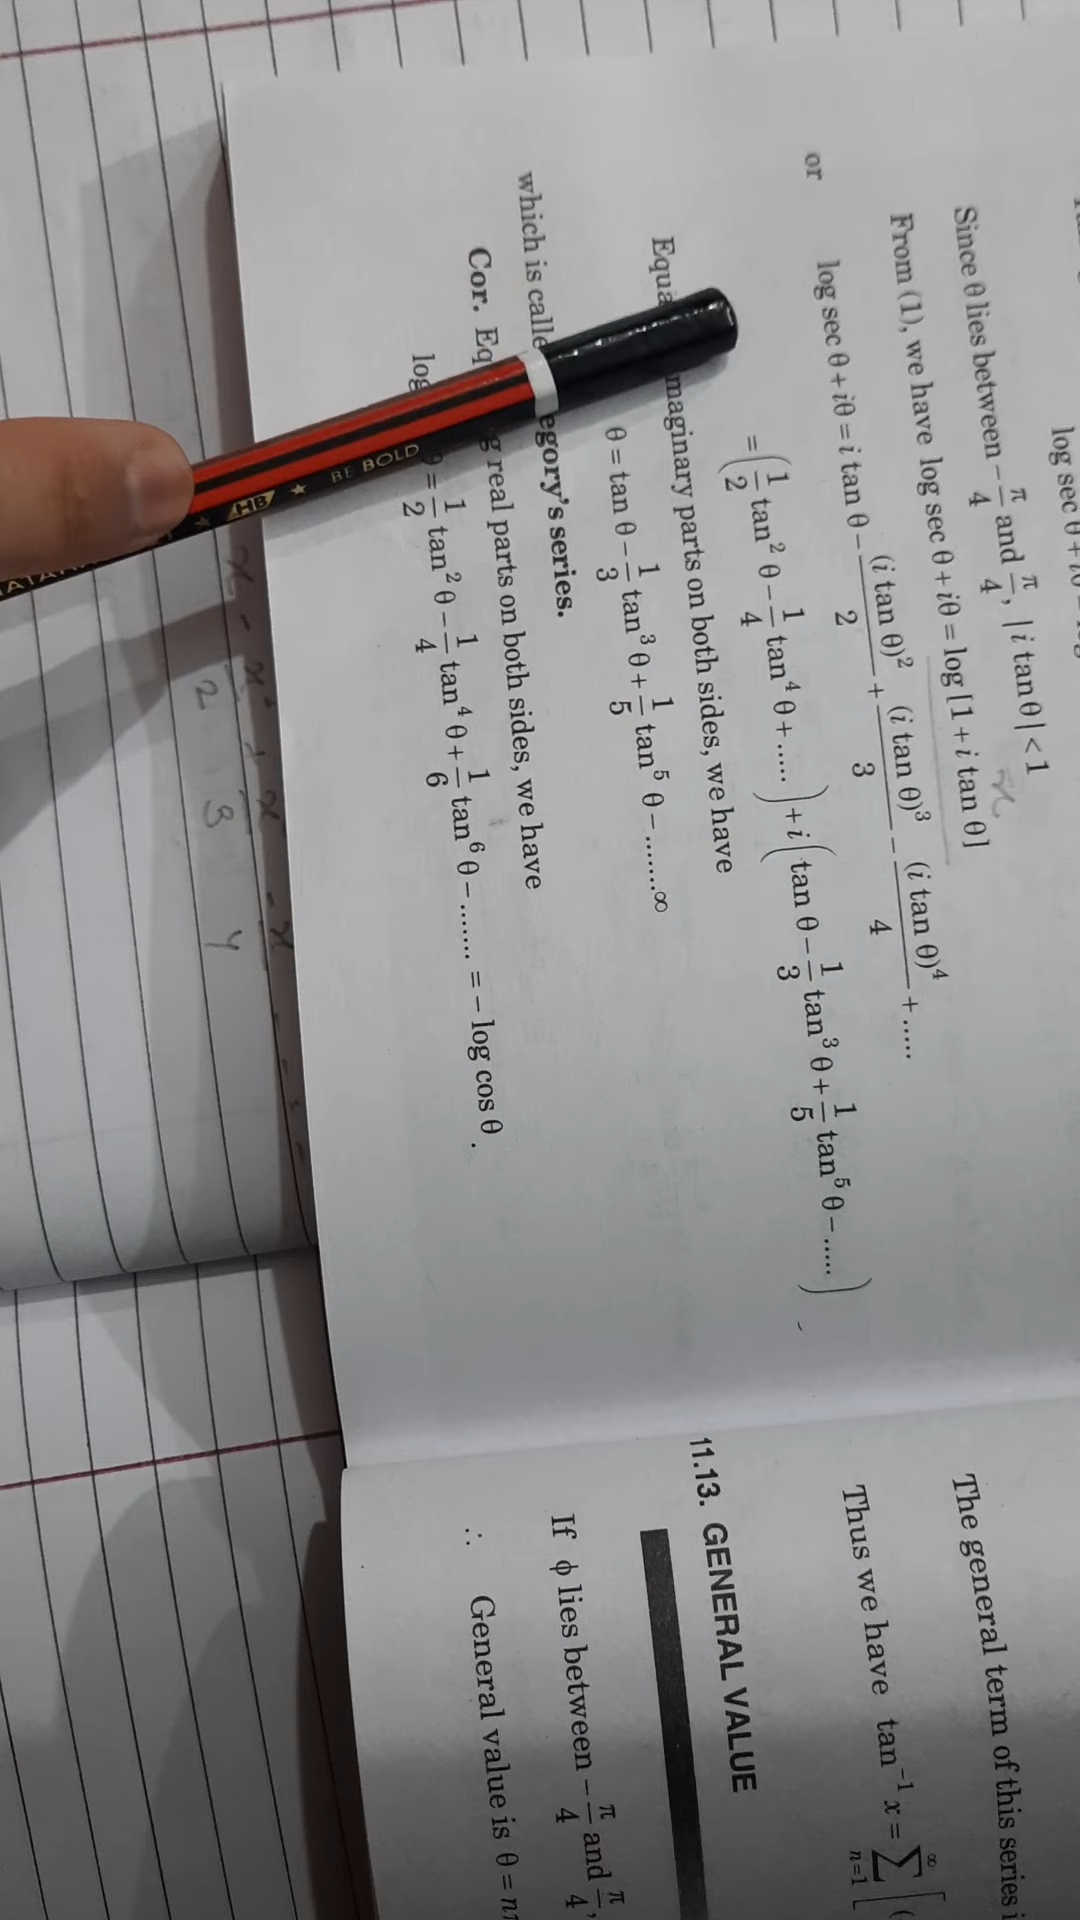 log sec θ + iθ
Since θ lies between − π/4 and π/4, | i tan θ | < 1
x
From (1), we have log sec θ + iθ = log [1 + i tan θ]
or log sec θ + iθ = i tan θ − (i tan θ)²/2 + (i tan θ)³/3 − (i tan θ)⁴/4 + .....
= (1/2 tan² θ − 1/4 tan⁴ θ + .....) + i (tan θ − 1/3 tan³ θ + 1/5 tan⁵ θ − .....)
Equa maginary parts on both sides, we have
θ = tan θ − 1/3 tan³ θ + 1/5 tan⁵ θ − ........∞
which is calle egory's series.
Cor. Eq g real parts on both sides, we have
log θ = 1/2 tan² θ − 1/4 tan⁴ θ + 1/6 tan⁶ θ − ........ = − log cos θ .
BE BOLD
HB
x - x
2 3 4
The general term of this series i
Thus we have tan⁻¹ x = ∞ Σ n=1 [(
11.13. GENERAL VALUE
If ϕ lies between − π/4 and π/4,
∴ General value is θ = n